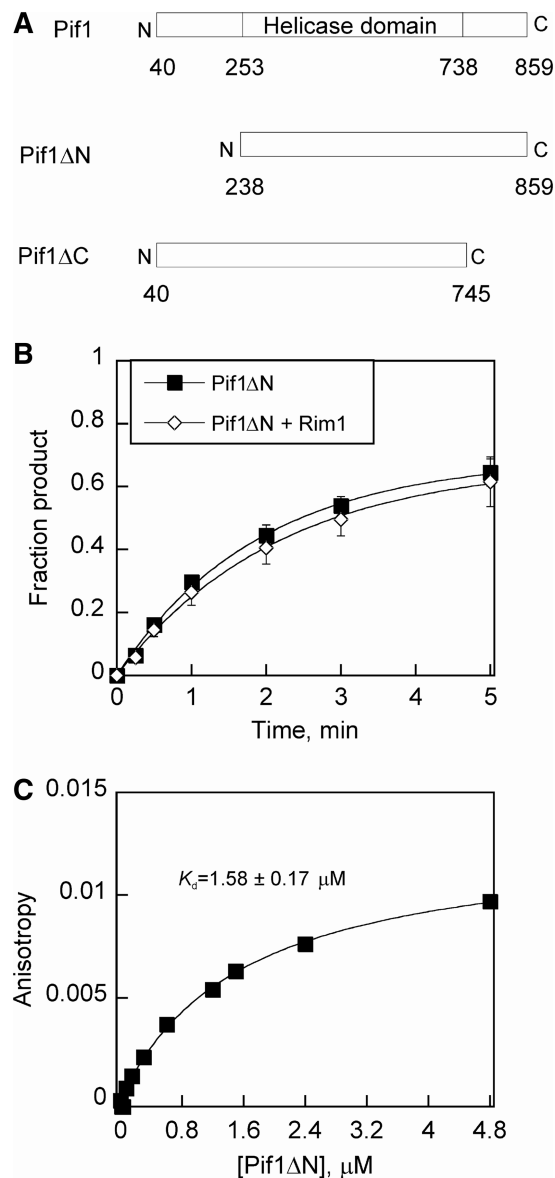 A
Pif1 N Helicase domain C
40 253 738 859
Pif1ΔN N C
238 859
Pif1ΔC N C
40 745
B
1
0.8
0.6
0.4
0.2
0
Fraction product
Pif1ΔN
Pif1ΔN + Rim1
0 1 2 3 4 5
Time, min
C
0.015
0.01
0.005
0
Anisotropy
Kd=1.58 ± 0.17 μM
0 0.8 1.6 2.4 3.2 4 4.8
[Pif1ΔN], μM